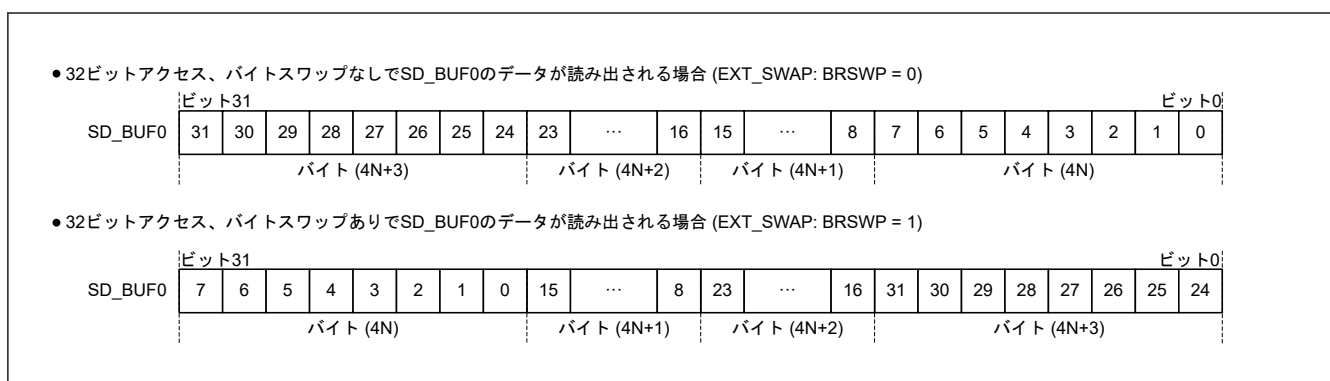 ● 32ビットアクセス、バイトスワップなしでSD_BUF0のデータが読み出される場合 (EXT_SWAP: BRSWP = 0)
ビット31 ビット0
SD_BUF0 31 30 29 28 27 26 25 24 23 … 16 15 … 8 7 6 5 4 3 2 1 0
バイト (4N+3) バイト (4N+2) バイト (4N+1) バイト (4N)
● 32ビットアクセス、バイトスワップありでSD_BUF0のデータが読み出される場合 (EXT_SWAP: BRSWP = 1)
ビット31 ビット0
SD_BUF0 7 6 5 4 3 2 1 0 15 … 8 23 … 16 31 30 29 28 27 26 25 24
バイト (4N) バイト (4N+1) バイト (4N+2) バイト (4N+3)